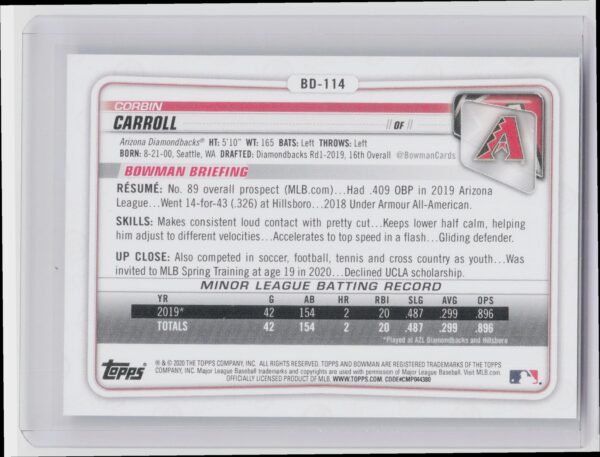 BD-114
CORBIN
CARROLL // OF //
Arizona Diamondbacks® HT: 5'10" WT: 165 BATS: Left THROWS: Left
BORN: 8-21-00, Seattle, WA DRAFTED: Diamondbacks Rd1-2019, 16th Overall @BowmanCards
BOWMAN BRIEFING
RÉSUMÉ: No. 89 overall prospect (MLB.com)...Had .409 OBP in 2019 Arizona
League...Went 14-for-43 (.326) at Hillsboro...2018 Under Armour All-American.
SKILLS: Makes consistent loud contact with pretty cut...Keeps lower half calm, helping
him adjust to different velocities...Accelerates to top speed in a flash...Gliding defender.
UP CLOSE: Also competed in soccer, football, tennis and cross country as youth...Was
invited to MLB Spring Training at age 19 in 2020...Declined UCLA scholarship.
MINOR LEAGUE BATTING RECORD
YR G AB HR RBI SLG AVG OPS
2019* 42 154 2 20 .487 .299 .896
TOTALS 42 154 2 20 .487 .299 .896
*Played at AZL Diamondbacks and Hillsboro
Topps
® & © 2020 THE TOPPS COMPANY, INC. ALL RIGHTS RESERVED. TOPPS AND BOWMAN ARE REGISTERED TRADEMARKS OF THE TOPPS
COMPANY, INC. Major League Baseball trademarks and copyrights are used with permission of Major League Baseball. Visit MLB.com.
OFFICIALLY LICENSED PRODUCT OF MLB. WWW.TOPPS.COM. CODE#CMP044380